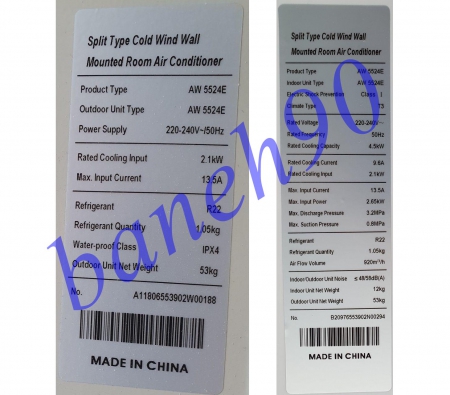 Split Type Cold Wind Wall
Mounted Room Air Conditioner
Product Type AW 5524E
Outdoor Unit Type AW 5524E
Power Supply 220-240V~/50Hz
Rated Cooling Input 2.1kW
Max. Input Current 13.5A
Refrigerant R22
Refrigerant Quantity 1.05kg
Water-proof Class IPX4
Outdoor Unit Net Weight 53kg
No. A11806553902W00188
MADE IN CHINA
Split Type Cold Wind Wall
Mounted Room Air Conditioner
Product Type AW 5524E
Indoor Unit Type AW 5524E
Electric Shock Prevention Class I
Climate Type T3
Rated Voltage 220-240V~
Rated Frequency 50Hz
Rated Cooling Capacity 4.5kW
Rated Cooling Current 9.6A
Rated Cooling Input 2.1kW
Max. Input Current 13.5A
Max. Input Power 2.65kW
Max. Discharge Pressure 3.2MPa
Max. Suction Pressure 0.8MPa
Refrigerant R22
Refrigerant Quantity 1.05kg
Air Flow Volume 920m³/h
Indoor/Outdoor Unit Noise ≤48/58dB(A)
Indoor Unit Net Weight 12kg
Outdoor Unit Net Weight 53kg
No. B20976553902N00294
MADE IN CHINA
baneh90